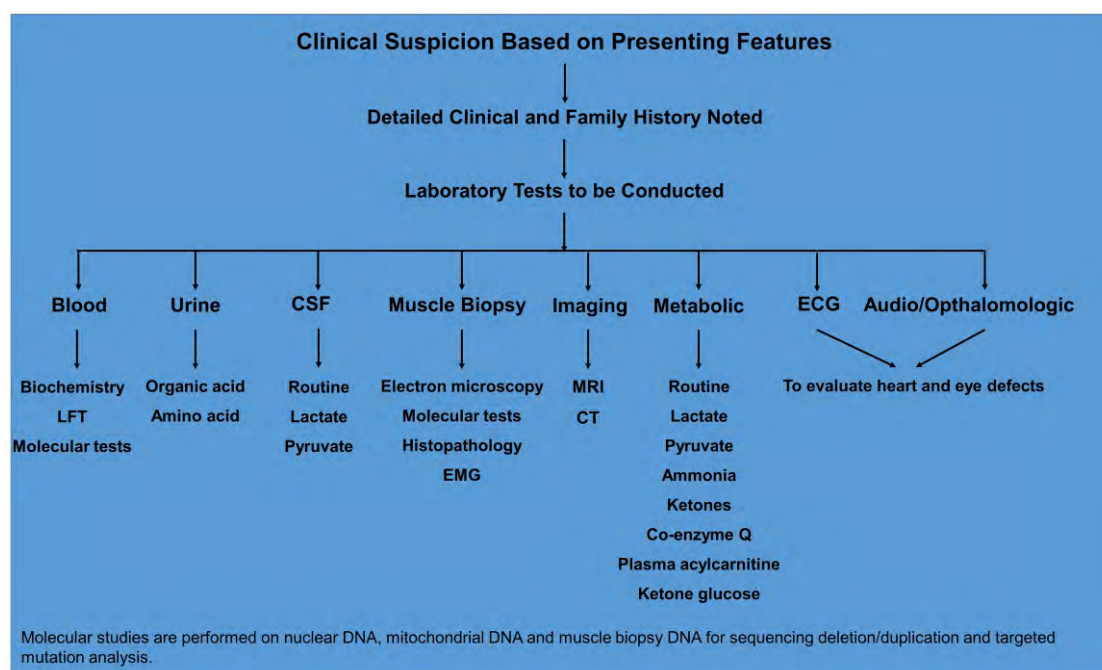 Clinical Suspicion Based on Presenting Features
Detailed Clinical and Family History Noted
Laboratory Tests to be Conducted
Blood
Urine
CSF
Muscle Biopsy
Imaging
Metabolic
ECG
Audio/Opthalomologic
Biochemistry
LFT
Molecular tests
Organic acid
Amino acid
Routine
Lactate
Pyruvate
Electron microscopy
Molecular tests
Histopathology
EMG
MRI
CT
Routine
Lactate
Pyruvate
Ammonia
Ketones
Co-enzyme Q
Plasma acylcarnitine
Ketone glucose
To evaluate heart and eye defects
Molecular studies are performed on nuclear DNA, mitochondrial DNA and muscle biopsy DNA for sequencing deletion/duplication and targeted
mutation analysis.